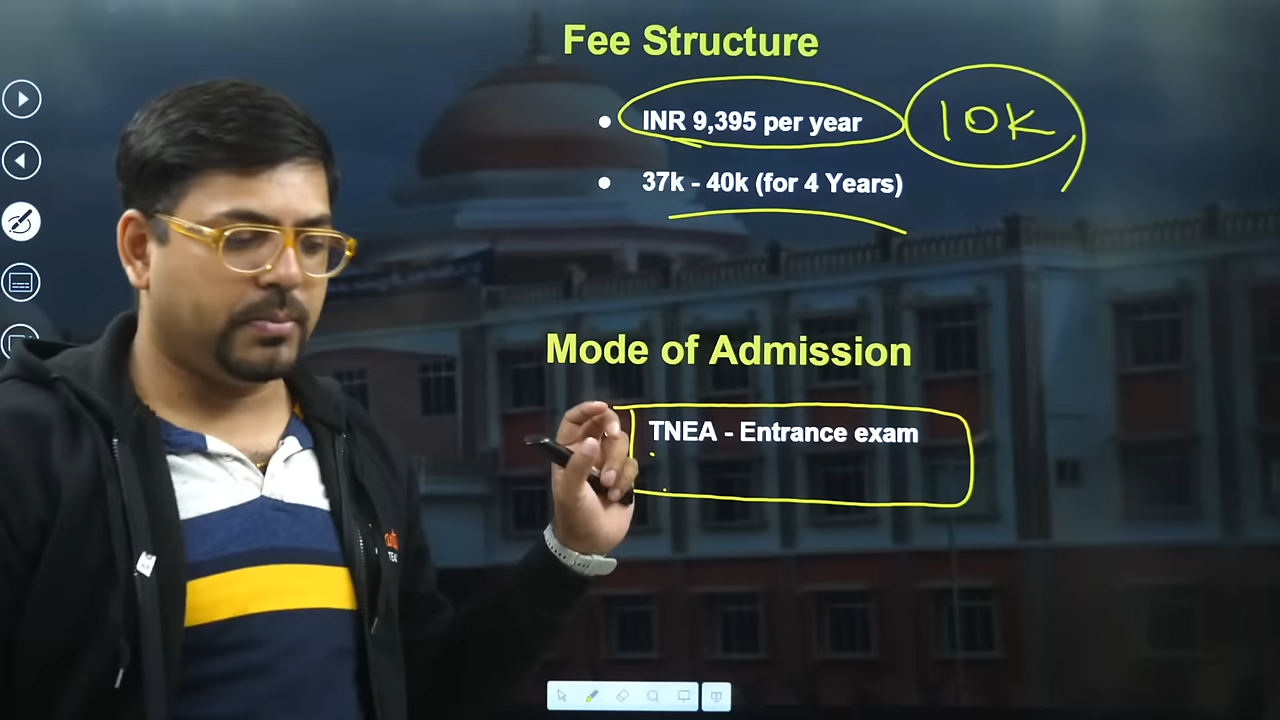 Fee Structure
• INR 9,395 per year
10K
• 37k - 40k (for 4 Years)
Mode of Admission
TNEA - Entrance exam